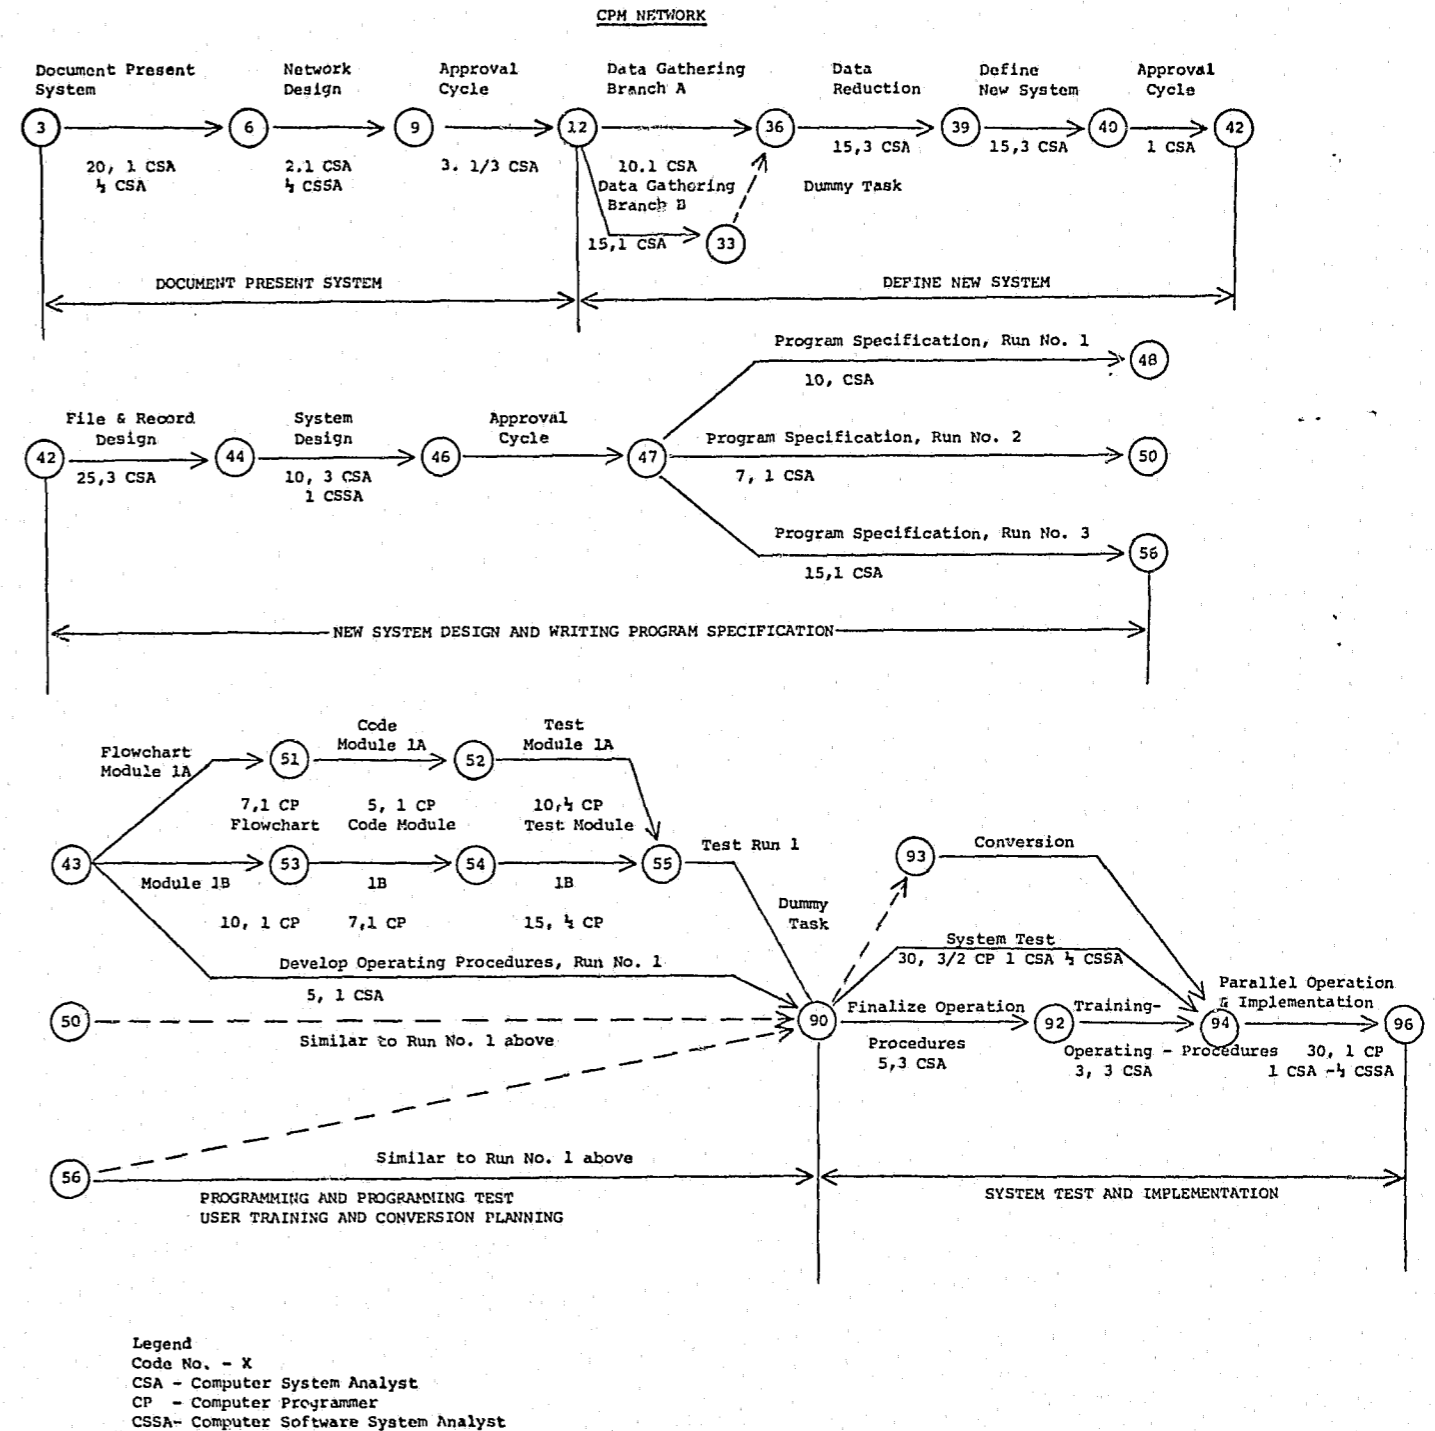 CPM NETWORK
Document Present
System
Network
Design
Approval
Cycle
Data Gathering
Branch A
Data
Reduction
Define
New System
Approval
Cycle
3
6
9
12
36
39
40
42
20, 1 CSA
½ CSA
2.1 CSA
½ CSSA
3. 1/3 CSA
10.1 CSA
15,3 CSA
15,3 CSA
1 CSA
Data Gathering
Branch B
Dummy Task
15,1 CSA
33
DOCUMENT PRESENT SYSTEM
DEFINE NEW SYSTEM
Program Specification, Run No. 1
48
10, CSA
File & Record
Design
System
Design
Approval
Cycle
Program Specification, Run No. 2
42
44
46
47
50
25,3 CSA
10, 3 CSA
1 CSSA
7, 1 CSA
Program Specification, Run No. 3
56
15,1 CSA
NEW SYSTEM DESIGN AND WRITING PROGRAM SPECIFICATION
Flowchart
Module 1A
Code
Module 1A
Test
Module 1A
51
52
7,1 CP
5, 1 CP
10,½ CP
Flowchart
Code Module
Test Module
43
53
54
55
Test Run 1
Module 1B
1B
1B
10, 1 CP
7,1 CP
15, ½ CP
93
Conversion
Dummy
Task
System Test
30, 3/2 CP 1 CSA ½ CSSA
Develop Operating Procedures, Run No. 1
5, 1 CSA
50
Similar to Run No. 1 above
90
Finalize Operation
Procedures
5,3 CSA
92
Training-
Operating - Procedures
3, 3 CSA
94
Parallel Operation
& Implementation
30, 1 CP
1 CSA -½ CSSA
96
56
Similar to Run No. 1 above
PROGRAMMING AND PROGRAMMING TEST
USER TRAINING AND CONVERSION PLANNING
SYSTEM TEST AND IMPLEMENTATION
Legend
Code No. - X
CSA - Computer System Analyst
CP - Computer Programmer
CSSA- Computer Software System Analyst